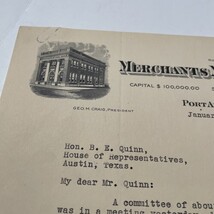 MERCHANTS
CAPITAL $ 100,000.00
GEO. M. CRAIG, PRESIDENT
PORT A
Januar
Hon. B. E. Quinn,
House of Representatives,
Austin, Texas.
My dear Mr. Quinn:
A committee of abou
was in a meeting yesterday